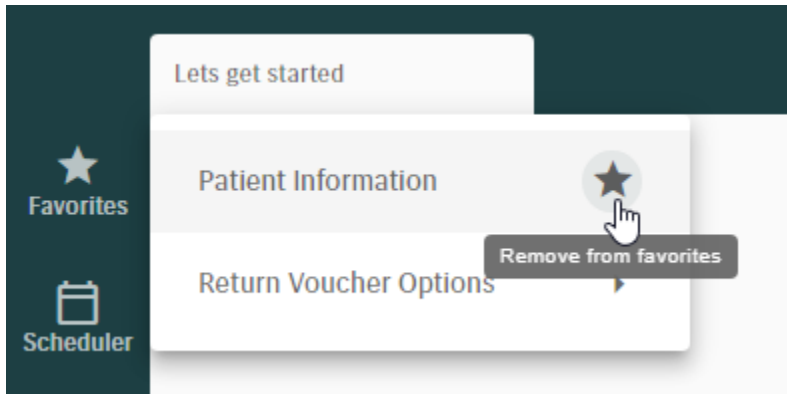 Lets get started
Favorites
Patient Information
Remove from favorites
Return Voucher Options
Scheduler